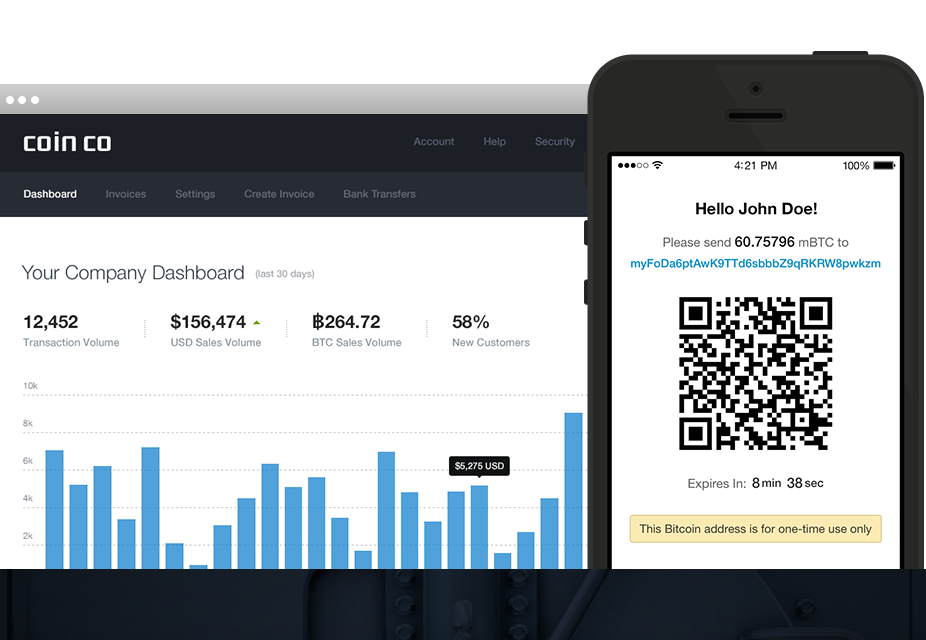 coin co
Account Help Security
Dashboard Invoices Settings Create Invoice Bank Transfers
Your Company Dashboard (last 30 days)
12,452 $156,474 ฿264.72 58%
Transaction Volume USD Sales Volume BTC Sales Volume New Customers
10k
8k
6k
4k
2k
$5,275 USD
4:21 PM 100%
Hello John Doe!
Please send 60.75796 mBTC to
myFoDa6ptAwK9TTd6sbbbZ9qRKRW8pwkzm
Expires In: 8 min 38 sec
This Bitcoin address is for one-time use only